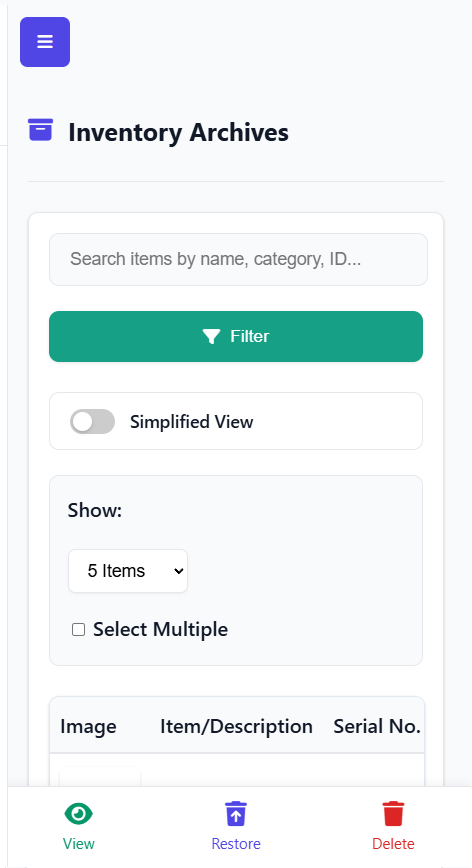 Inventory Archives
Search items by name, category, ID...
Filter
Simplified View
Show:
5 Items
Select Multiple
Image Item/Description Serial No.
View Restore Delete